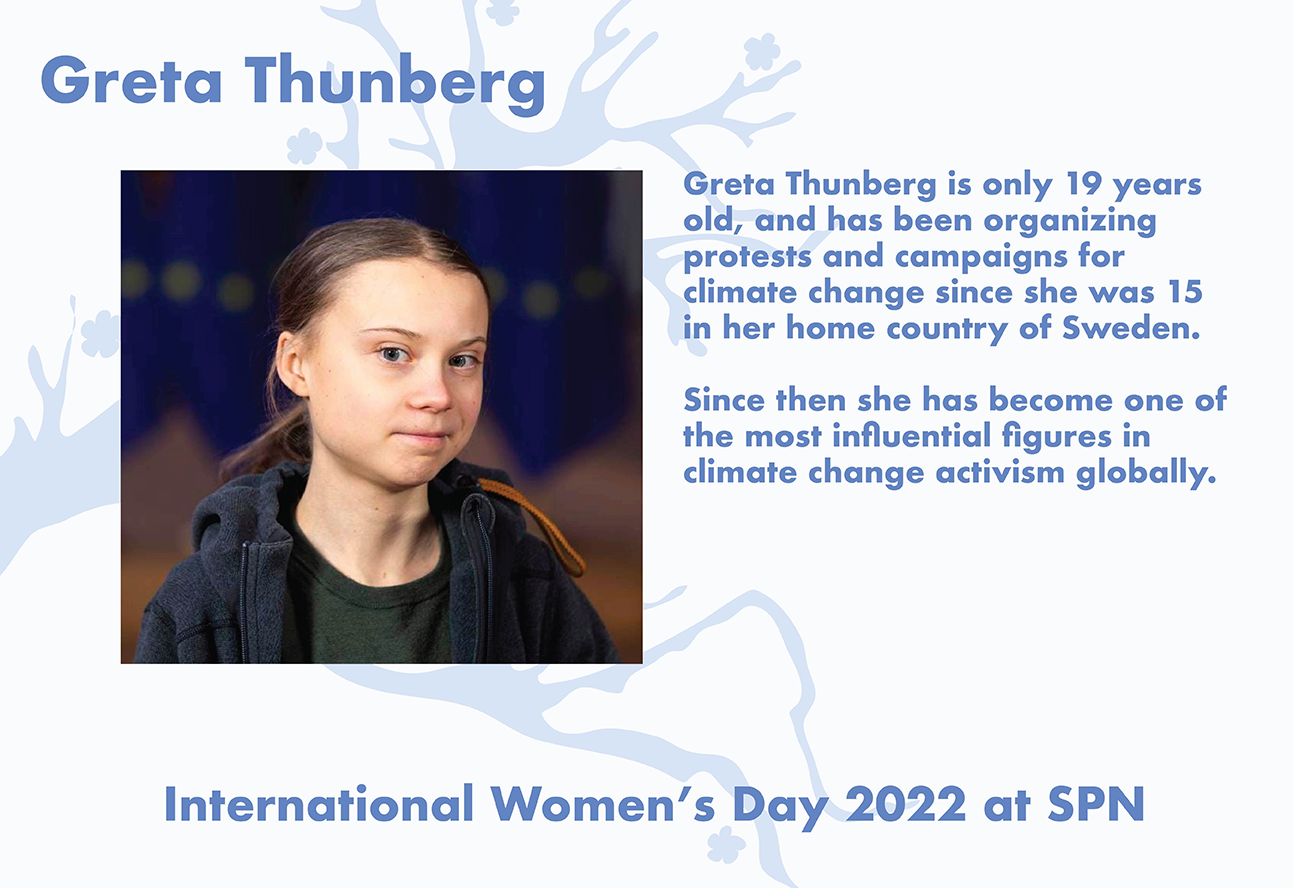 Greta Thunberg
Greta Thunberg is only 19 years
old, and has been organizing
protests and campaigns for
climate change since she was 15
in her home country of Sweden.
Since then she has become one of
the most influential figures in
climate change activism globally.
International Women's Day 2022 at SPN